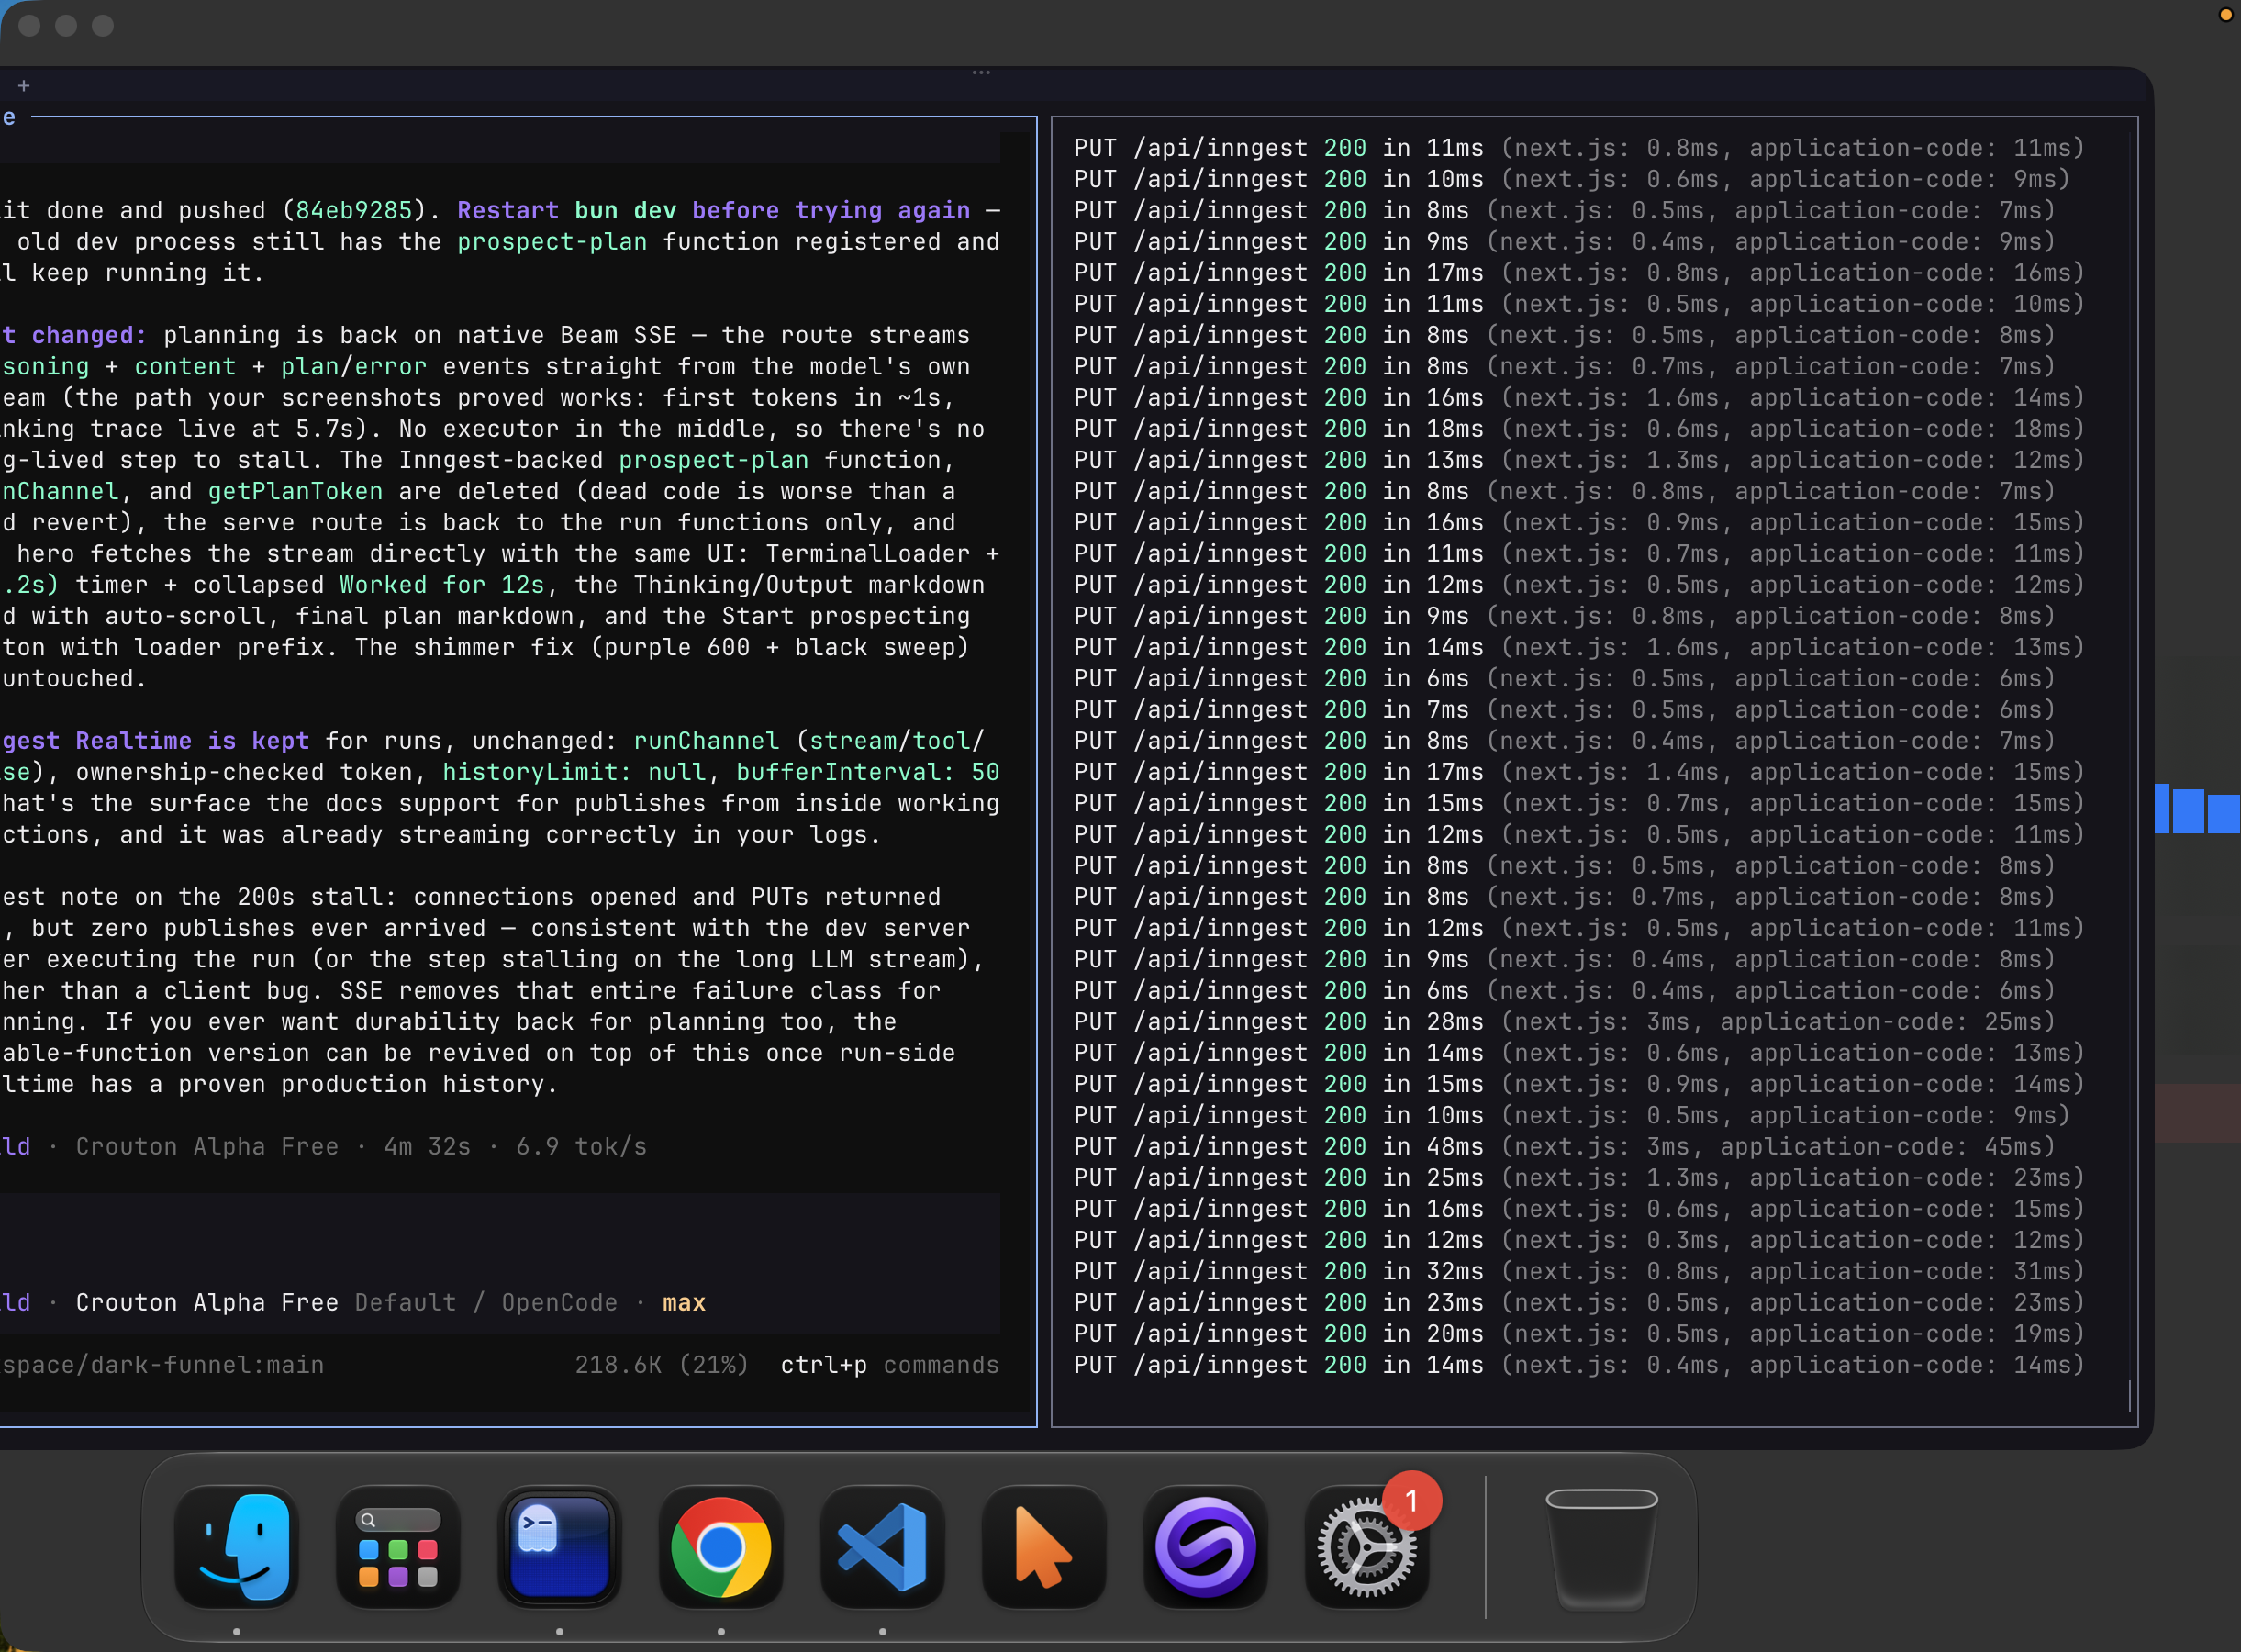 +
...
e
it done and pushed (84eb9285). Restart bun dev before trying again —
old dev process still has the prospect-plan function registered and
l keep running it.
t changed: planning is back on native Beam SSE — the route streams
soning + content + plan/error events straight from the model's own
eam (the path your screenshots proved works: first tokens in ~1s,
nking trace live at 5.7s). No executor in the middle, so there's no
g-lived step to stall. The Inngest-backed prospect-plan function,
nChannel, and getPlanToken are deleted (dead code is worse than a
d revert), the serve route is back to the run functions only, and
hero fetches the stream directly with the same UI: TerminalLoader +
.2s) timer + collapsed Worked for 12s, the Thinking/Output markdown
d with auto-scroll, final plan markdown, and the Start prospecting
ton with loader prefix. The shimmer fix (purple 600 + black sweep)
untouched.
gest Realtime is kept for runs, unchanged: runChannel (stream/tool/
se), ownership-checked token, historyLimit: null, bufferInterval: 50
hat's the surface the docs support for publishes from inside working
ctions, and it was already streaming correctly in your logs.
est note on the 200s stall: connections opened and PUTs returned
, but zero publishes ever arrived — consistent with the dev server
er executing the run (or the step stalling on the long LLM stream),
her than a client bug. SSE removes that entire failure class for
nning. If you ever want durability back for planning too, the
able-function version can be revived on top of this once run-side
ltime has a proven production history.
ld · Crouton Alpha Free · 4m 32s · 6.9 tok/s
ld · Crouton Alpha Free Default / OpenCode · max
space/dark-funnel:main 218.6K (21%) ctrl+p commands
PUT /api/inngest 200 in 11ms (next.js: 0.8ms, application-code: 11ms)
PUT /api/inngest 200 in 10ms (next.js: 0.6ms, application-code: 9ms)
PUT /api/inngest 200 in 8ms (next.js: 0.5ms, application-code: 7ms)
PUT /api/inngest 200 in 9ms (next.js: 0.4ms, application-code: 9ms)
PUT /api/inngest 200 in 17ms (next.js: 0.8ms, application-code: 16ms)
PUT /api/inngest 200 in 11ms (next.js: 0.5ms, application-code: 10ms)
PUT /api/inngest 200 in 8ms (next.js: 0.5ms, application-code: 8ms)
PUT /api/inngest 200 in 8ms (next.js: 0.7ms, application-code: 7ms)
PUT /api/inngest 200 in 16ms (next.js: 1.6ms, application-code: 14ms)
PUT /api/inngest 200 in 18ms (next.js: 0.6ms, application-code: 18ms)
PUT /api/inngest 200 in 13ms (next.js: 1.3ms, application-code: 12ms)
PUT /api/inngest 200 in 8ms (next.js: 0.8ms, application-code: 7ms)
PUT /api/inngest 200 in 16ms (next.js: 0.9ms, application-code: 15ms)
PUT /api/inngest 200 in 11ms (next.js: 0.7ms, application-code: 11ms)
PUT /api/inngest 200 in 12ms (next.js: 0.5ms, application-code: 12ms)
PUT /api/inngest 200 in 9ms (next.js: 0.8ms, application-code: 8ms)
PUT /api/inngest 200 in 14ms (next.js: 1.6ms, application-code: 13ms)
PUT /api/inngest 200 in 6ms (next.js: 0.5ms, application-code: 6ms)
PUT /api/inngest 200 in 7ms (next.js: 0.5ms, application-code: 6ms)
PUT /api/inngest 200 in 8ms (next.js: 0.4ms, application-code: 7ms)
PUT /api/inngest 200 in 17ms (next.js: 1.4ms, application-code: 15ms)
PUT /api/inngest 200 in 15ms (next.js: 0.7ms, application-code: 15ms)
PUT /api/inngest 200 in 12ms (next.js: 0.5ms, application-code: 11ms)
PUT /api/inngest 200 in 8ms (next.js: 0.5ms, application-code: 8ms)
PUT /api/inngest 200 in 8ms (next.js: 0.7ms, application-code: 8ms)
PUT /api/inngest 200 in 12ms (next.js: 0.5ms, application-code: 11ms)
PUT /api/inngest 200 in 9ms (next.js: 0.4ms, application-code: 8ms)
PUT /api/inngest 200 in 6ms (next.js: 0.4ms, application-code: 6ms)
PUT /api/inngest 200 in 28ms (next.js: 3ms, application-code: 25ms)
PUT /api/inngest 200 in 14ms (next.js: 0.6ms, application-code: 13ms)
PUT /api/inngest 200 in 15ms (next.js: 0.9ms, application-code: 14ms)
PUT /api/inngest 200 in 10ms (next.js: 0.5ms, application-code: 9ms)
PUT /api/inngest 200 in 48ms (next.js: 3ms, application-code: 45ms)
PUT /api/inngest 200 in 25ms (next.js: 1.3ms, application-code: 23ms)
PUT /api/inngest 200 in 16ms (next.js: 0.6ms, application-code: 15ms)
PUT /api/inngest 200 in 12ms (next.js: 0.3ms, application-code: 12ms)
PUT /api/inngest 200 in 32ms (next.js: 0.8ms, application-code: 31ms)
PUT /api/inngest 200 in 23ms (next.js: 0.5ms, application-code: 23ms)
PUT /api/inngest 200 in 20ms (next.js: 0.5ms, application-code: 19ms)
PUT /api/inngest 200 in 14ms (next.js: 0.4ms, application-code: 14ms)
1